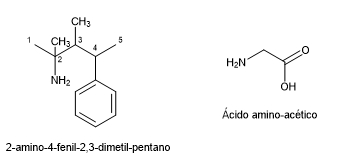 CH3
1 CH3 3 5
2 4
NH2
H2N O
OH
Ácido amino-acético
2-amino-4-fenil-2,3-dimetil-pentano